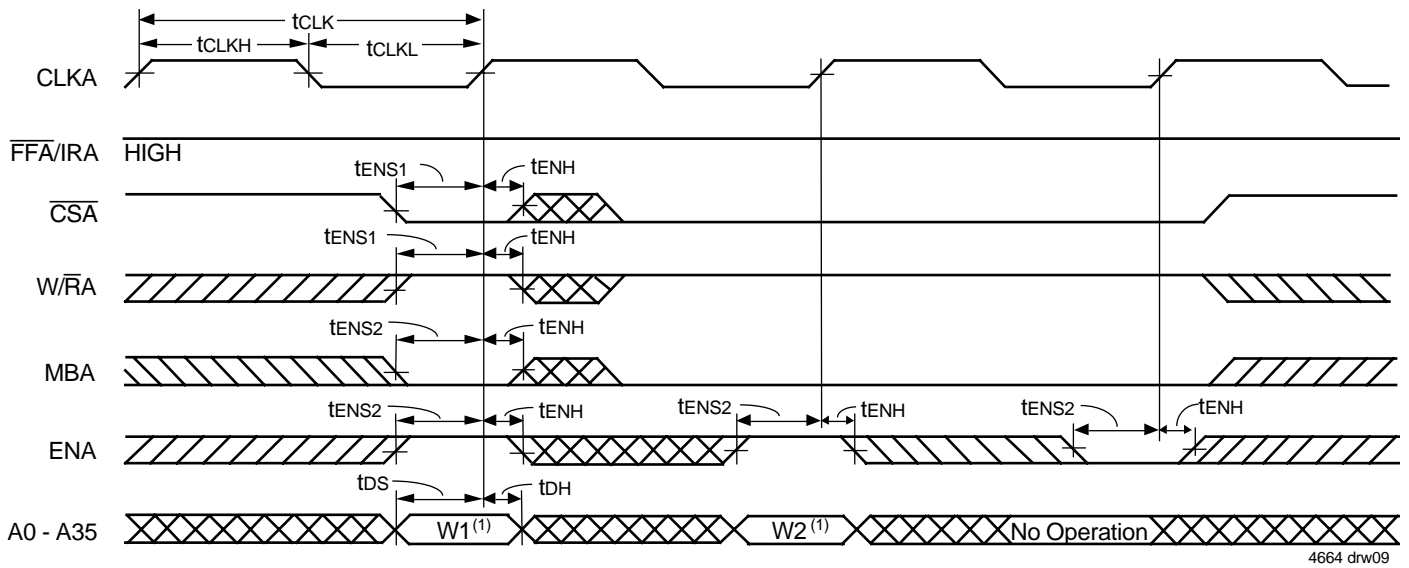 tCLK
tCLKH
tCLKL
CLKA
FFA/IRA
HIGH
tENS1
tENH
CSA
tENS1
tENH
W/RA
tENS2
tENH
MBA
tENS2
tENH
tENS2
tENH
tENS2
tENH
ENA
tDS
tDH
A0 - A35
W1(1)
W2(1)
No Operation
4664 drw09